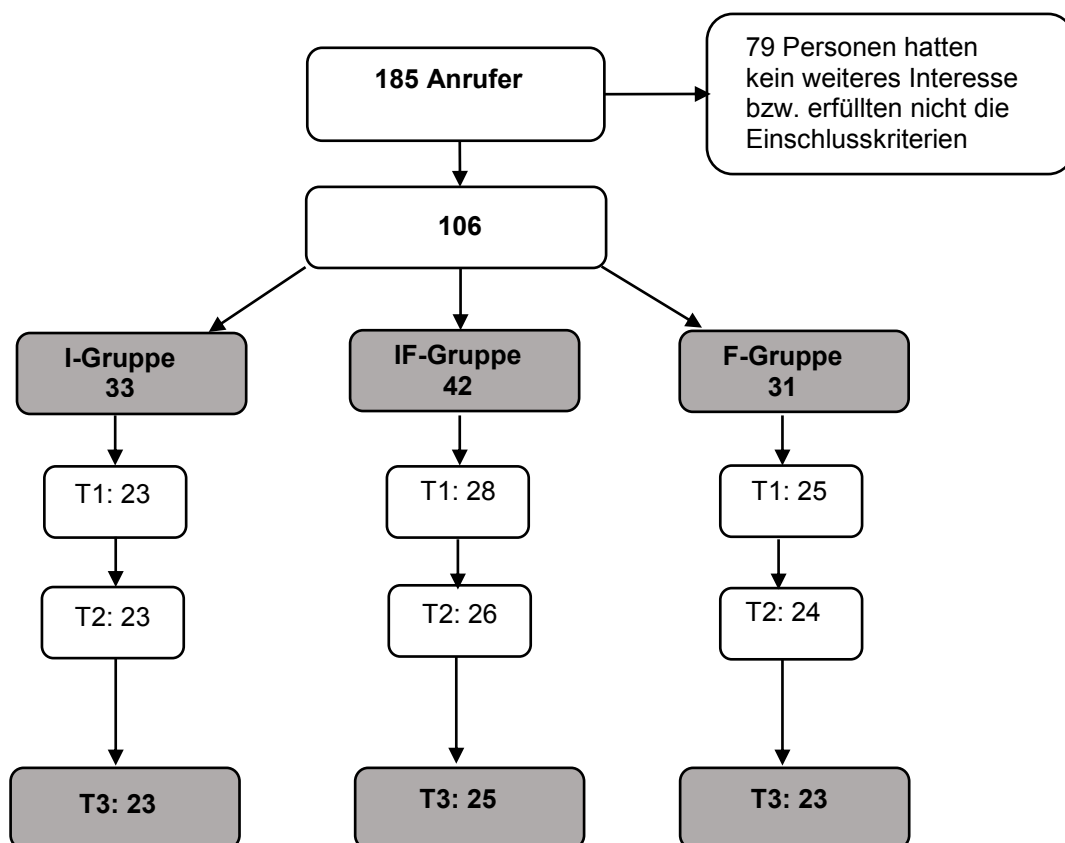 185 Anrufer
79 Personen hatten
kein weiteres Interesse
bzw. erfüllten nicht die
Einschlusskriterien
106
I-Gruppe
33
IF-Gruppe
42
F-Gruppe
31
T1: 23
T1: 28
T1: 25
T2: 23
T2: 26
T2: 24
T3: 23
T3: 25
T3: 23